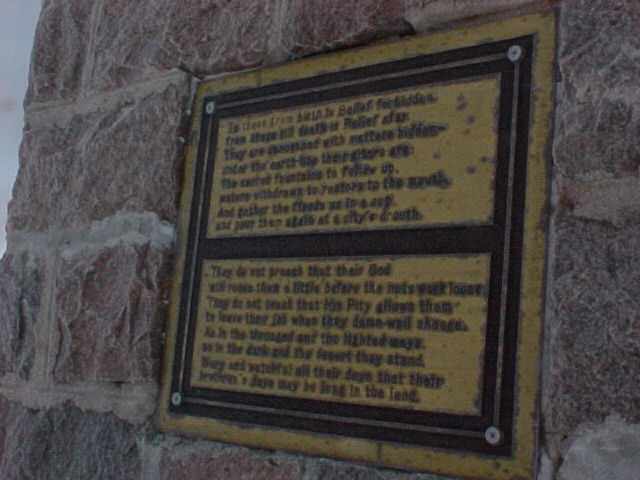 To these from birth is Belief forbidden,
from these till death is Relief afar.
They are concerned with matters hidden—
under the earth-line their altars are
The secret fountains to follow up,
waters withdrawn to restore to the mouth,
And gather the floods as in a cup,
and pour them again at a city's drouth.
They do not preach that their God
will rouse them a little before the nuts work loose,
They do not teach that His Pity allows them
to leave their job when they damn-well choose.
As in the thronged and the lighted ways
so in the dark and the desert they stand,
Wary and watchful all their days that their
brethren's days may be long in the land.